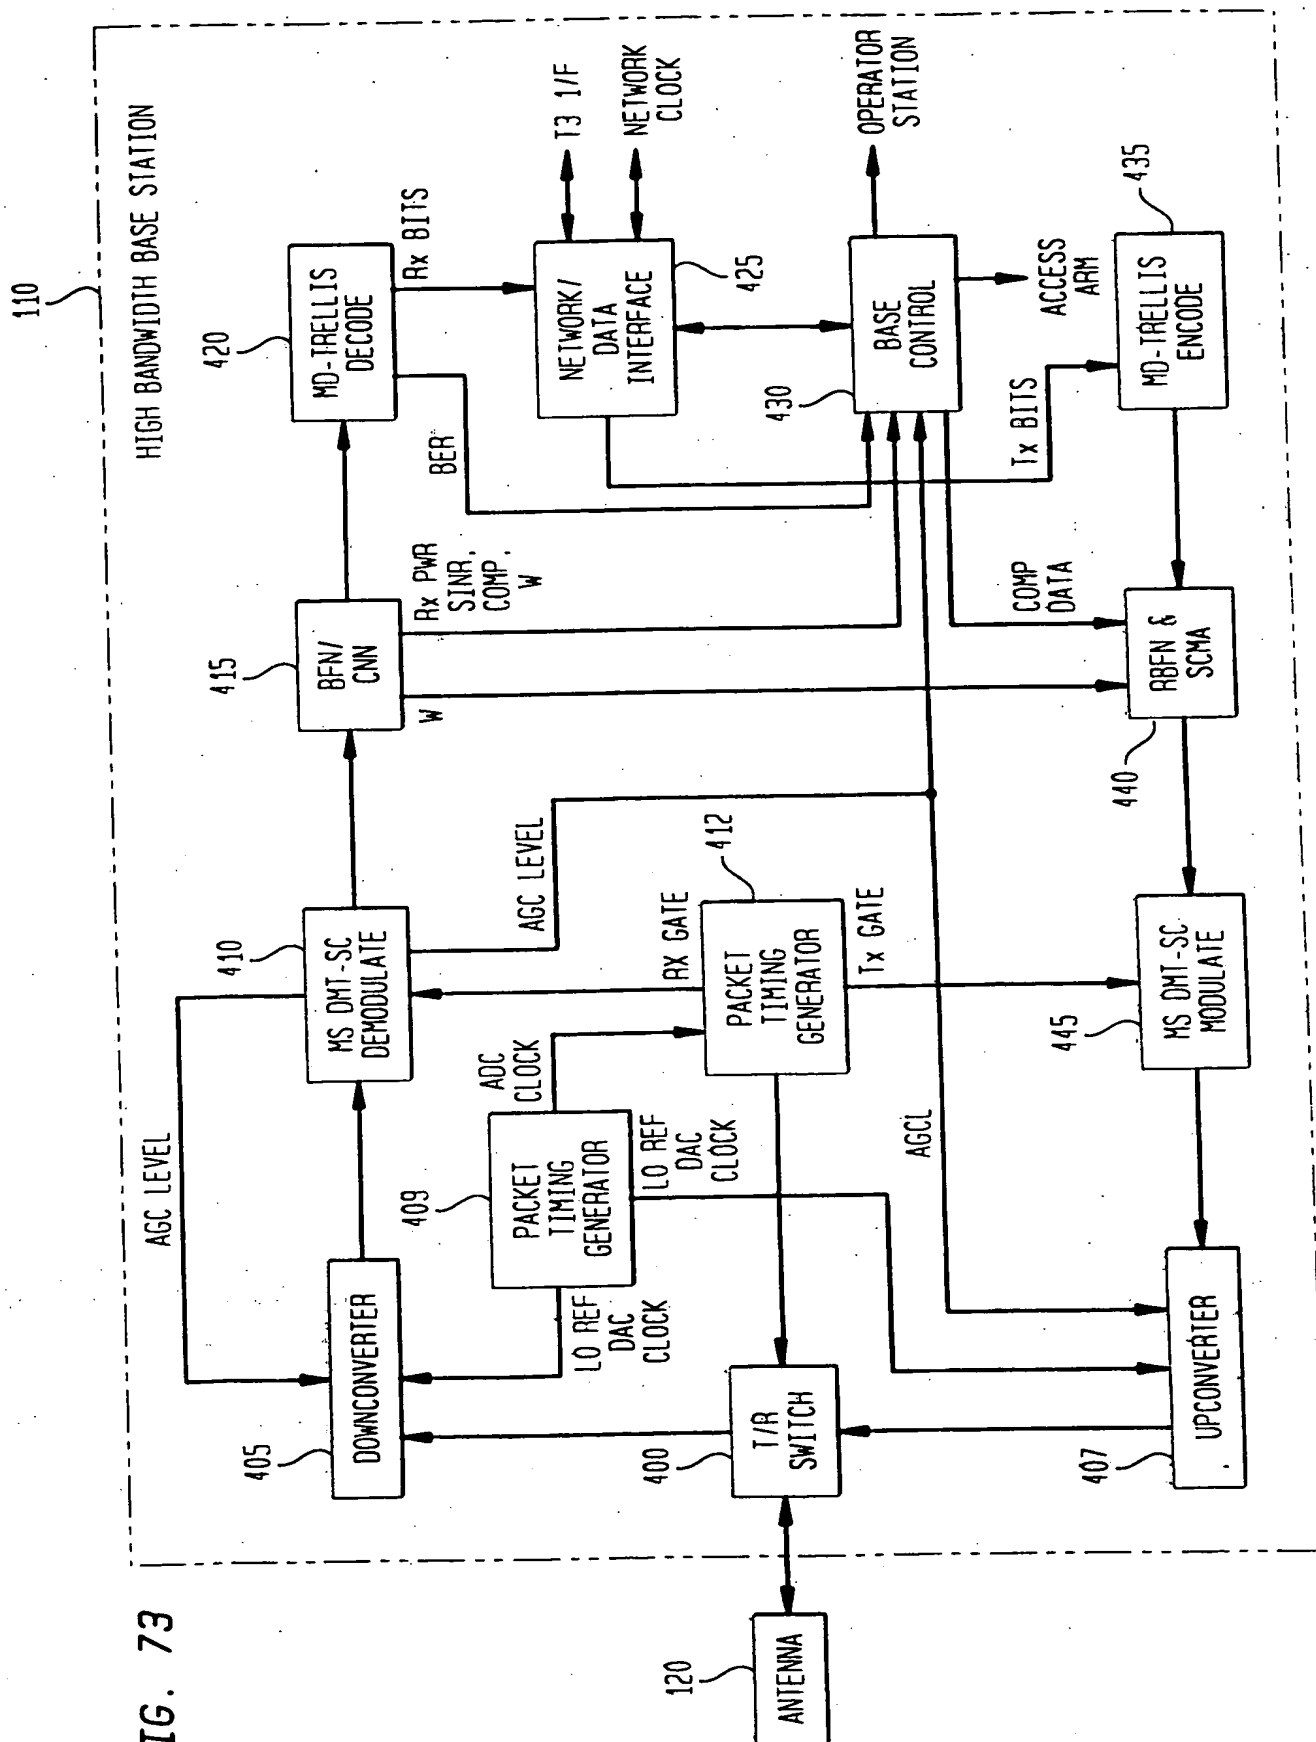 IG. 73
110
HIGH BANDWIDTH BASE STATION
AGC LEVEL
405
DOWNCONVERTER
410
MS DMT-SC
DEMODULATE
415
BFN/
CNN
420
MD-TRELLIS
DECODE
W
Rx PWR
SINR,
COMP,
W
BER
Rx BITS
LO REF
DAC
CLOCK
409
PACKET
TIMING
GENERATOR
ADC
CLOCK
AGC LEVEL
NETWORK/
DATA
INTERFACE
425
T3 1/F
NETWORK
CLOCK
LO REF
DAC
CLOCK
RX GATE
412
PACKET
TIMING
GENERATOR
Tx GATE
120
ANTENNA
400
T/R
SWITCH
430
BASE
CONTROL
OPERATOR
STATION
AGCL
COMP
DATA
Tx BITS
ACCESS
ARM
407
UPCONVERTER
445
MS DMT-SC
MODULATE
440
RBFN &
SCMA
MD-TRELLIS
ENCODE
435